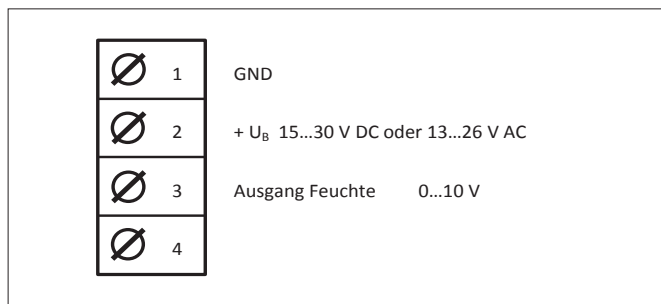 1 GND
2 + UB 15...30 V DC oder 13...26 V AC
3 Ausgang Feuchte 0...10 V
4